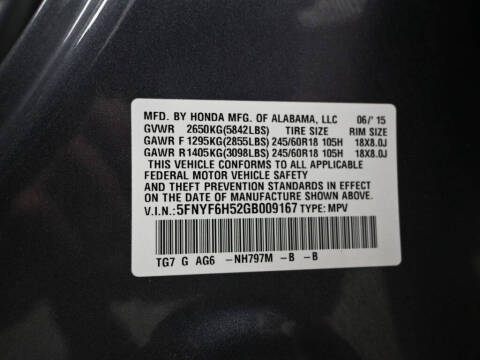 MFD. BY HONDA MFG. OF ALABAMA, LLC 06/'15
GVWR 2650KG(5842LBS) TIRE SIZE RIM SIZE
GAWR F 1295KG(2855LBS) 245/60R18 105H 18X8.0J
GAWR R 1405KG(3098LBS) 245/60R18 105H 18X8.0J
THIS VEHICLE CONFORMS TO ALL APPLICABLE
FEDERAL MOTOR VEHICLE SAFETY
AND THEFT PREVENTION STANDARDS IN EFFECT
ON THE DATE OF MANUFACTURE SHOWN ABOVE.
V.I.N.: 5FNYF6H52GB009167 TYPE: MPV
TG7 G AG6 -NH797M -B -B